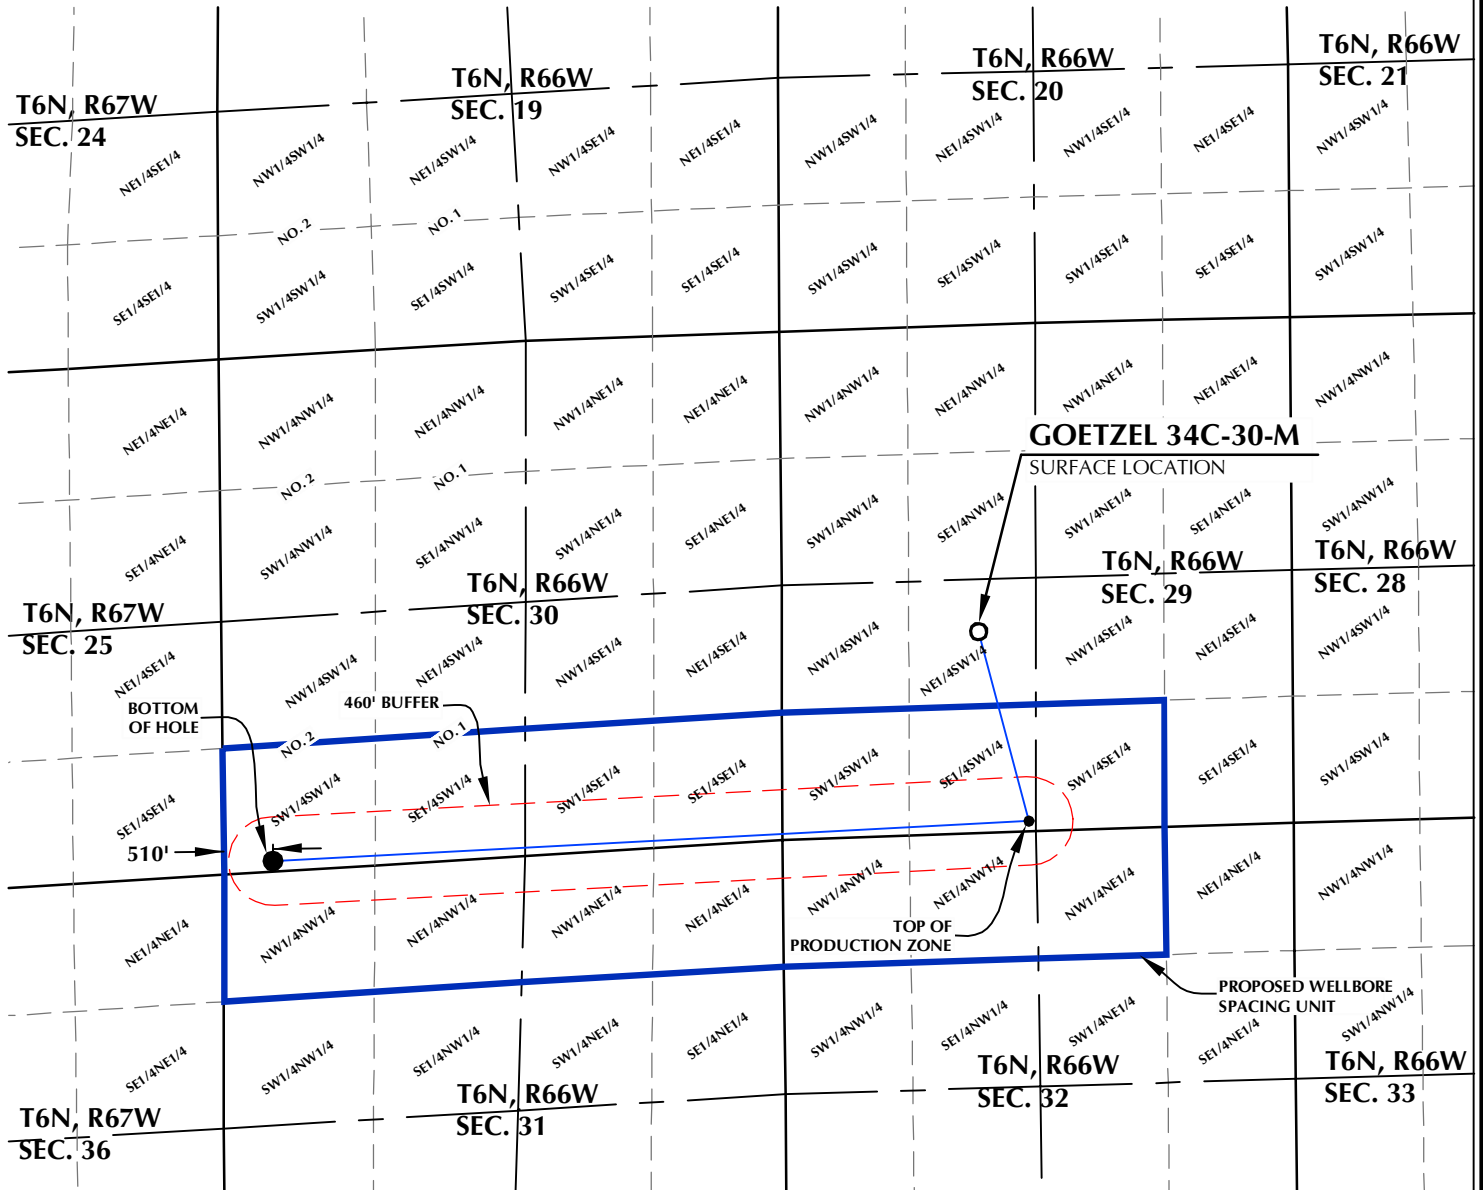 T6N, R66W
SEC. 21
T6N, R66W
SEC. 20
T6N, R66W
SEC. 19
T6N, R67W
SEC. 24
NE1/4SE1/4
NW1/4SW1/4
NE1/4SW1/4
NW1/4SE1/4
NE1/4SE1/4
NW1/4SW1/4
NE1/4SW1/4
NW1/4SE1/4
NE1/4SE1/4
NW1/4SW1/4
NO. 2
NO. 1
SE1/4SE1/4
SW1/4SW1/4
SE1/4SW1/4
SW1/4SE1/4
SE1/4SE1/4
SW1/4SW1/4
SE1/4SW1/4
SW1/4SE1/4
SE1/4SE1/4
SW1/4SW1/4
NE1/4NE1/4
NW1/4NW1/4
NE1/4NW1/4
NW1/4NE1/4
NE1/4NE1/4
NW1/4NW1/4
NE1/4NW1/4
NW1/4NE1/4
NE1/4NE1/4
NW1/4NW1/4
GOETZEL 34C-30-M
SURFACE LOCATION
NO. 2
NO. 1
SE1/4NE1/4
SW1/4NW1/4
SE1/4NW1/4
SW1/4NE1/4
SE1/4NE1/4
SW1/4NW1/4
SE1/4NW1/4
SW1/4NE1/4
SE1/4NE1/4
SW1/4NW1/4
T6N, R67W
SEC. 25
T6N, R66W
SEC. 30
T6N, R66W
SEC. 29
T6N, R66W
SEC. 28
NE1/4SE1/4
NW1/4SW1/4
NE1/4SW1/4
NW1/4SE1/4
NE1/4SE1/4
NW1/4SW1/4
NE1/4SW1/4
NW1/4SE1/4
NE1/4SE1/4
NW1/4SW1/4
BOTTOM
OF HOLE
460' BUFFER
NO. 2
NO. 1
SE1/4SE1/4
SW1/4SW1/4
SE1/4SW1/4
SW1/4SE1/4
SE1/4SE1/4
SW1/4SW1/4
SE1/4SW1/4
SW1/4SE1/4
SE1/4SE1/4
SW1/4SW1/4
510'
NE1/4NE1/4
NW1/4NW1/4
NE1/4NW1/4
NW1/4NE1/4
NE1/4NE1/4
NW1/4NW1/4
NE1/4NW1/4
NW1/4NE1/4
NE1/4NE1/4
NW1/4NW1/4
TOP OF
PRODUCTION ZONE
PROPOSED WELLBORE
SPACING UNIT
SE1/4NE1/4
SW1/4NW1/4
SE1/4NW1/4
SW1/4NE1/4
SE1/4NE1/4
SW1/4NW1/4
SE1/4NW1/4
SW1/4NE1/4
SE1/4NE1/4
SW1/4NW1/4
T6N, R67W
SEC. 36
T6N, R66W
SEC. 31
T6N, R66W
SEC. 32
T6N, R66W
SEC. 33